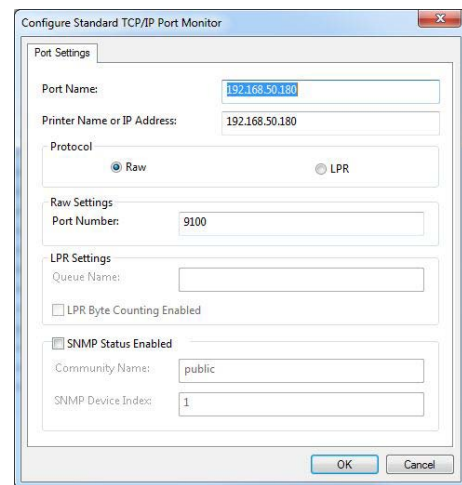 Configure Standard TCP/IP Port Monitor
Port Settings
Port Name: 192.168.50.180
Printer Name or IP Address: 192.168.50.180
Protocol
Raw LPR
Raw Settings
Port Number: 9100
LPR Settings
Queue Name:
LPR Byte Counting Enabled
SNMP Status Enabled
Community Name: public
SNMP Device Index: 1
OK Cancel